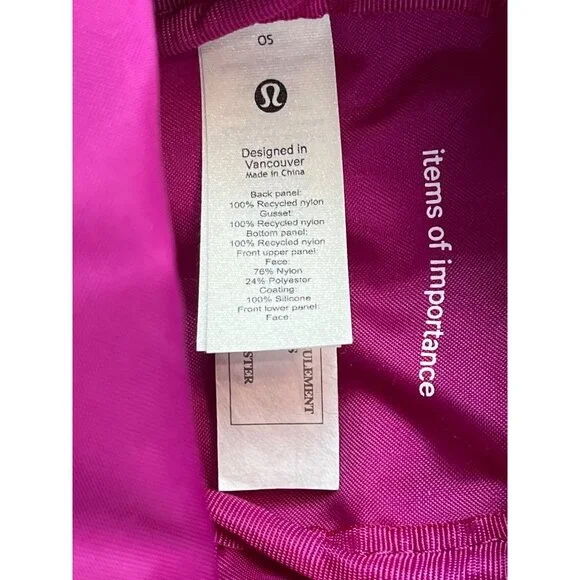 OS
Designed in
Vancouver
Made in China
Back panel:
100% Recycled nylon
Gusset:
100% Recycled nylon
Bottom panel:
100% Recycled nylon
Front upper panel:
Face:
76% Nylon
24% Polyester
Coating:
100% Silicone
Front lower panel:
Face:
items of importance
ULEMENT
STER